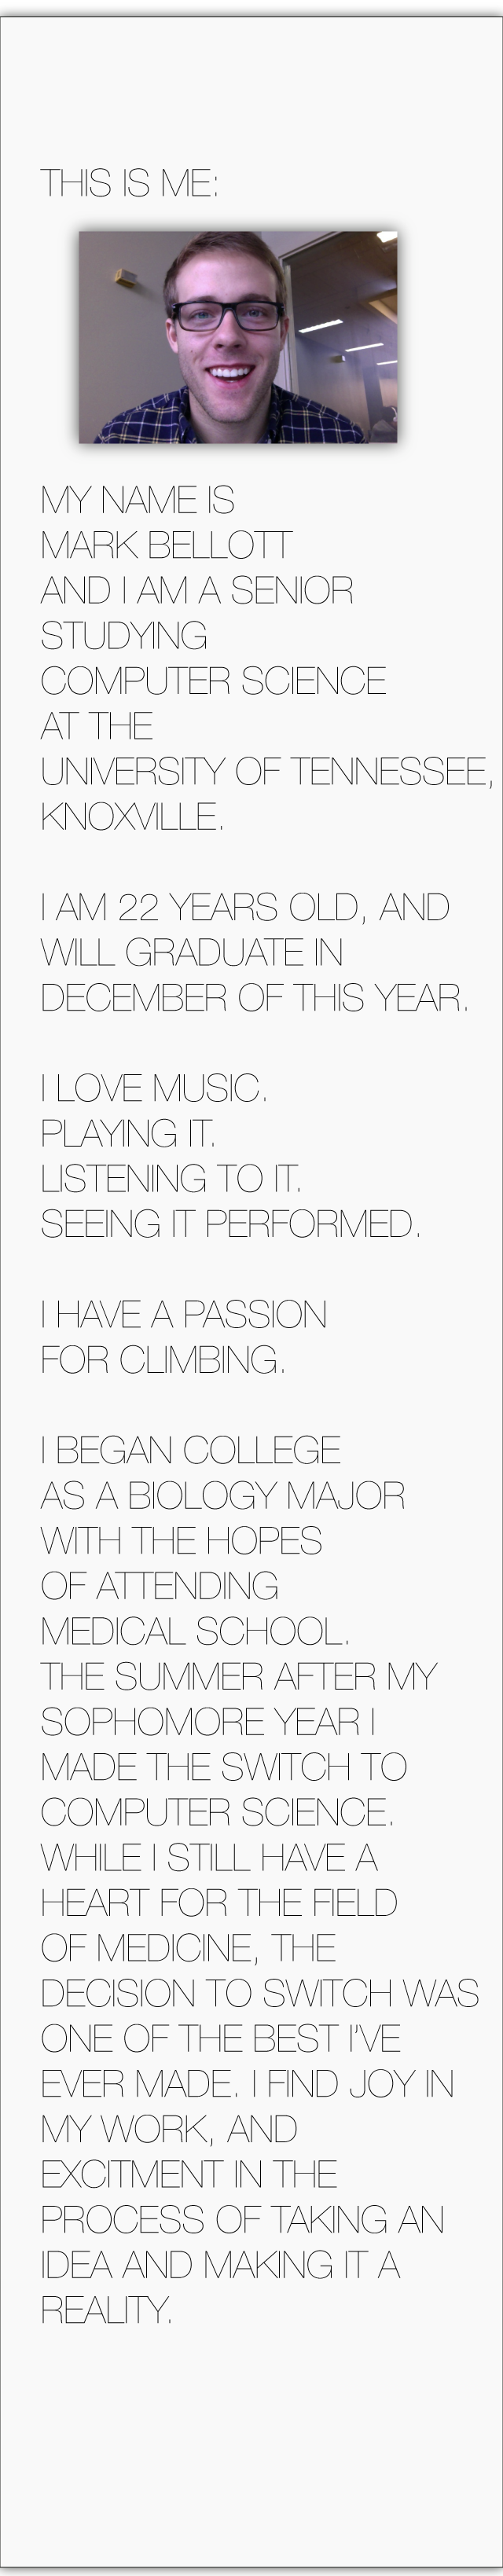 THIS IS ME:
MY NAME IS
MARK BELLOTT
AND I AM A SENIOR
STUDYING
COMPUTER SCIENCE
AT THE
UNIVERSITY OF TENNESSEE,
KNOXVILLE.
I AM 22 YEARS OLD, AND
WILL GRADUATE IN
DECEMBER OF THIS YEAR.
I LOVE MUSIC.
PLAYING IT.
LISTENING TO IT.
SEEING IT PERFORMED.
I HAVE A PASSION
FOR CLIMBING.
I BEGAN COLLEGE
AS A BIOLOGY MAJOR
WITH THE HOPES
OF ATTENDING
MEDICAL SCHOOL.
THE SUMMER AFTER MY
SOPHOMORE YEAR I
MADE THE SWITCH TO
COMPUTER SCIENCE.
WHILE I STILL HAVE A
HEART FOR THE FIELD
OF MEDICINE, THE
DECISION TO SWITCH WAS
ONE OF THE BEST I'VE
EVER MADE. I FIND JOY IN
MY WORK, AND
EXCITMENT IN THE
PROCESS OF TAKING AN
IDEA AND MAKING IT A
REALITY.